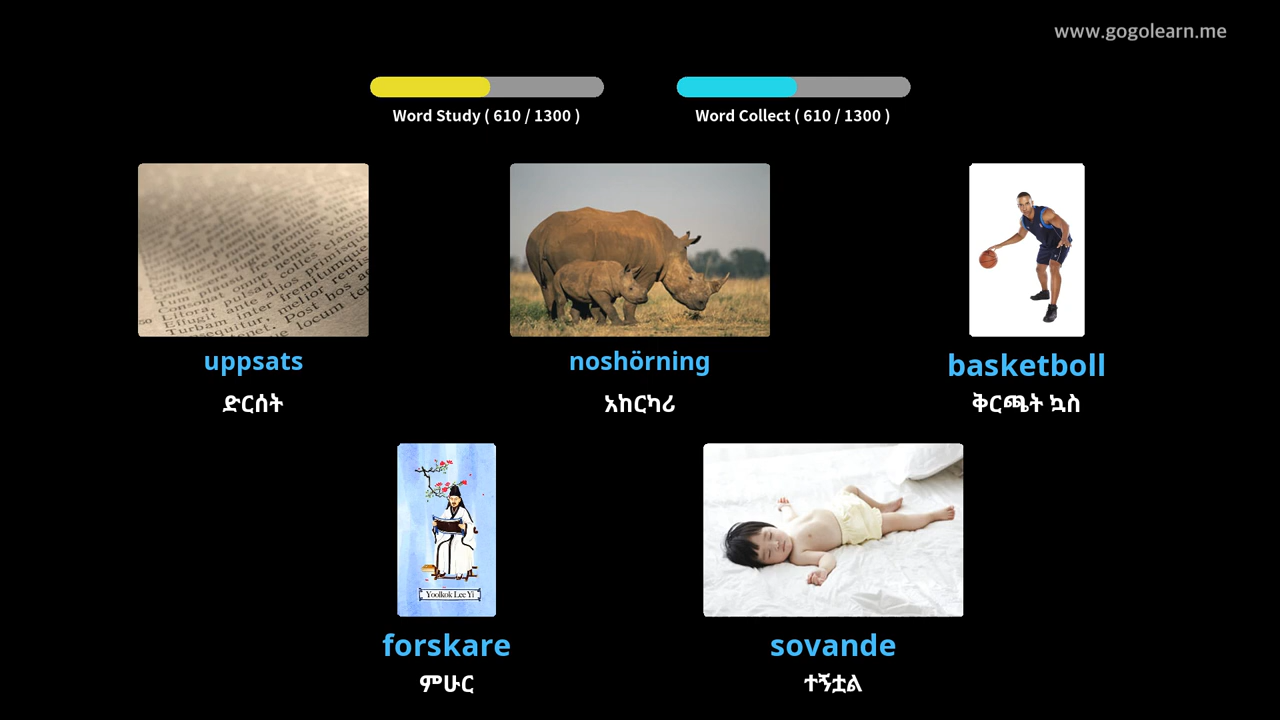 www.gogolearn.me
Word Study ( 610 / 1300 )
Word Collect ( 610 / 1300 )
uppsats
noshörning
basketboll
ድርሰት
አከርካሪ
ቅርጫት ኳስ
Yoolkok Lee Yi
forskare
sovande
ምሁር
ተኝቷል